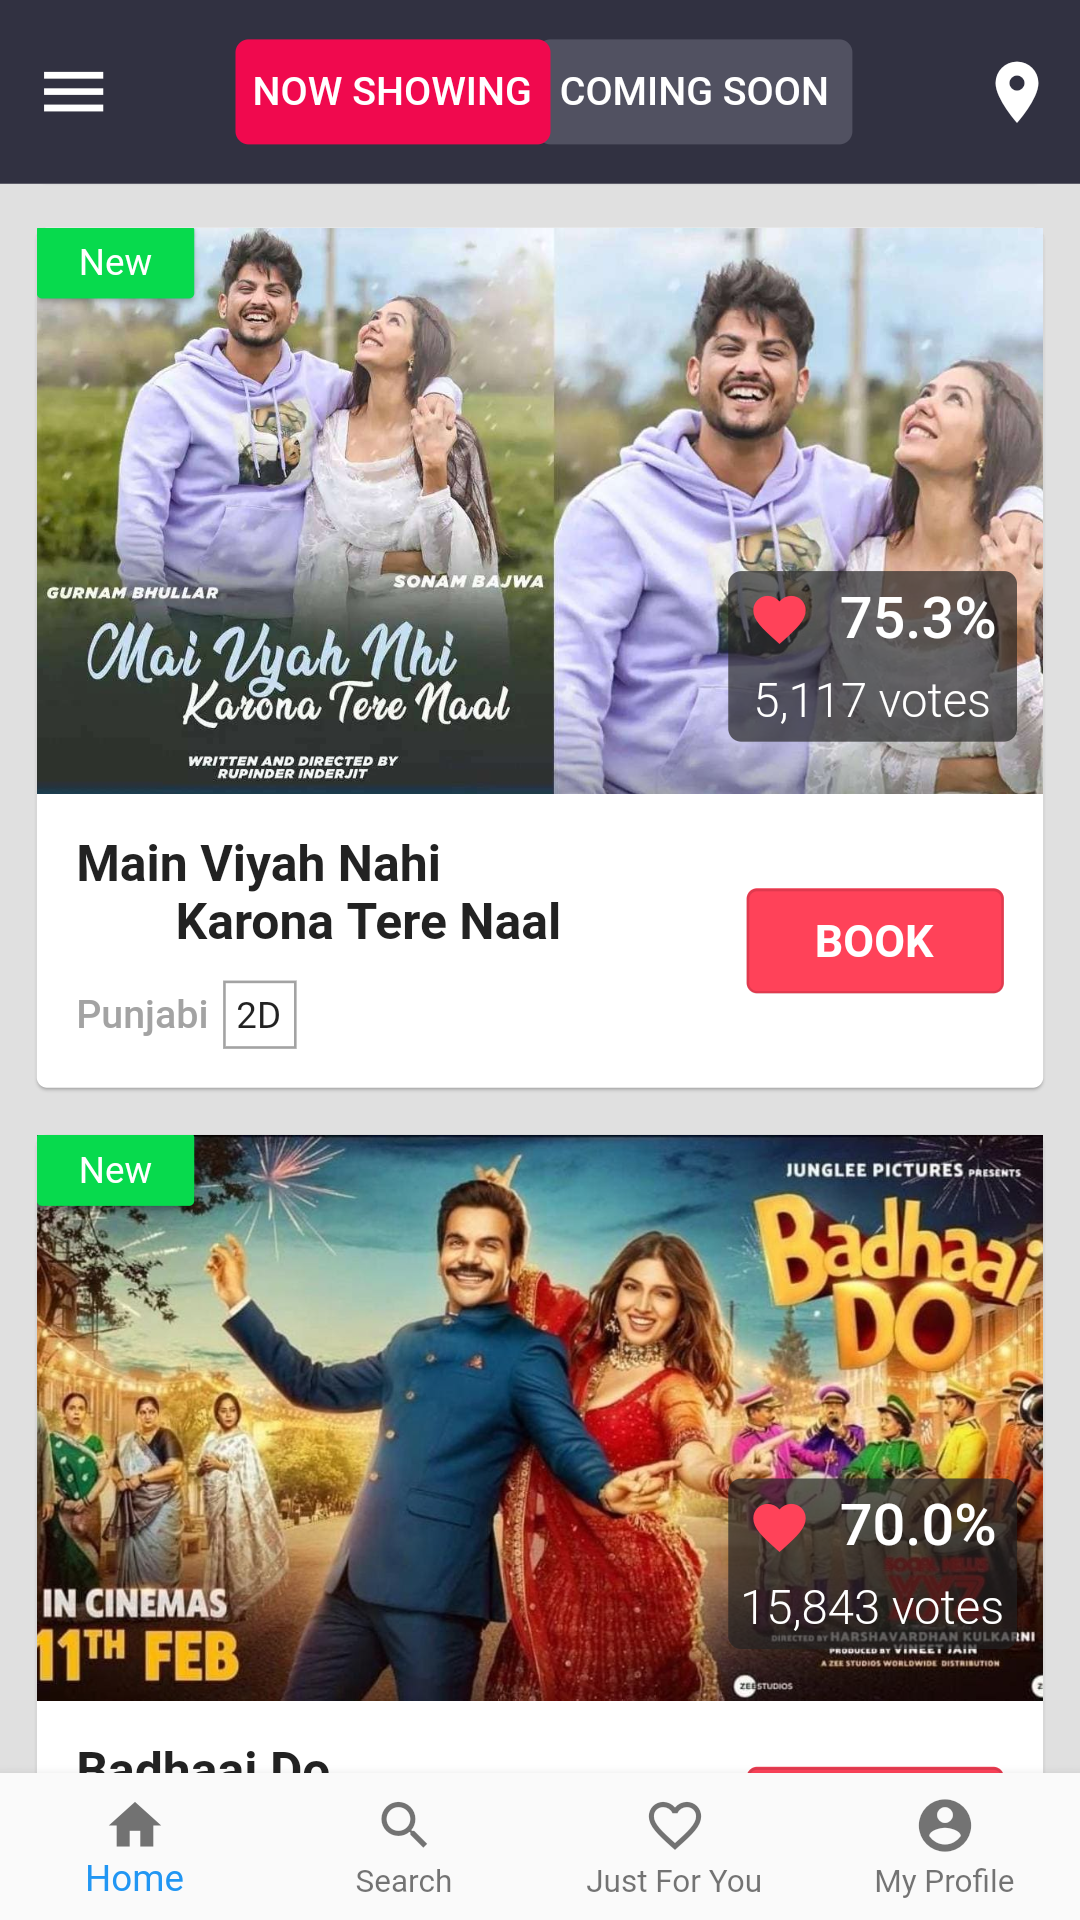 NOW SHOWING
COMING SOON
New
GURNAM BHULLAR
SONAM BAJWA
Mai Vyah Nhi
Karona Tere Naal
WRITTEN AND DIRECTED BY
RUPINDER INDERJIT
75.3%
5,117 votes
Main Viyah Nahi
Karona Tere Naal
BOOK
Punjabi
2D
New
JUNGLEE PICTURES PRESENTS
Badhaai
DO
IN CINEMAS
11TH FEB
70.0%
15,843 votes
DIRECTED BY HARSHAVARDHAN KULKARNI
PRODUCED BY VINEET JAIN
A ZEE STUDIOS WORLDWIDE DISTRIBUTION
ZEE STUDIOS
Badhaai Do
Home
Search
Just For You
My Profile